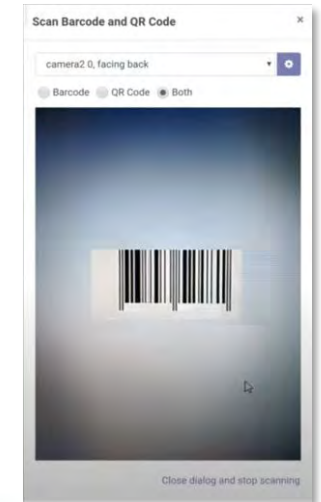 Scan Barcode and QR Code ×
camera2 0, facing back
Barcode QR Code Both
Close dialog and stop scanning